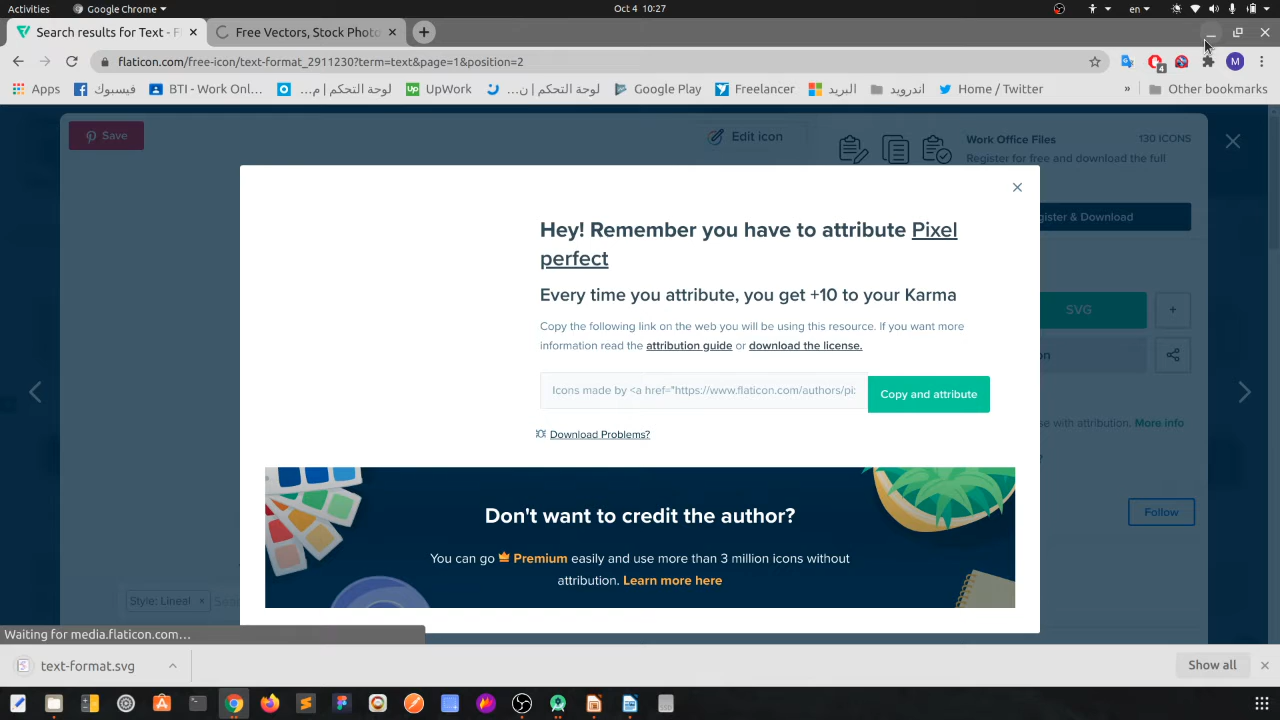 Activities
Google Chrome
Oct 4 10:27
en
Search results for Text - F
Free Vectors, Stock Photo
flaticon.com/free-icon/text-format_2911230?term=text&page=1&position=2
4
M
Apps
BTI - Work Onl...
فيسبوك
لوحة التحكم | م...
UpWork
لوحة التحكم | ن...
Google Play
Freelancer
البريد
اندرويد
Home / Twitter
»
Other bookmarks
Save
Edit icon
Work Office Files
130 ICONS
Register for free and download the full
gister & Download
Hey! Remember you have to attribute Pixel
perfect
Every time you attribute, you get +10 to your Karma
SVG
+
Copy the following link on the web you will be using this resource. If you want more
information read the attribution guide or download the license.
on
Icons made by <a href="https://www.flaticon.com/authors/pi:
Copy and attribute
se with attribution. More info
Download Problems?
Don't want to credit the author?
Follow
You can go Premium easily and use more than 3 million icons without
attribution. Learn more here
Style: Lineal ×
Sea
Waiting for media.flaticon.com...
text-format.svg
Show all